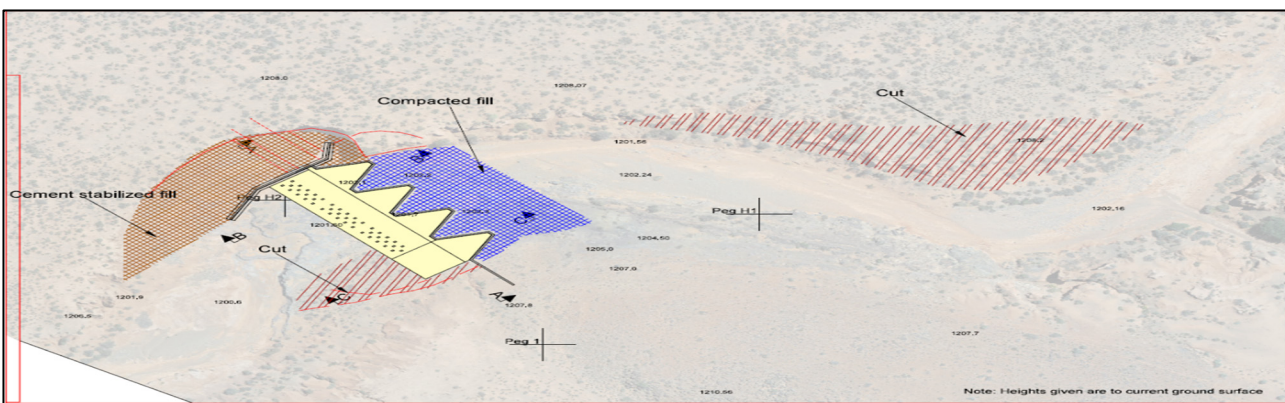 1208.0
1208,07
Compacted fill
Cut
1201,56
1202,24
1202,16
Cement stabilized fill
Peg H2
Peg H1
B
Cut
1204,50
1205,0
1207,0
C
A
1201,9
1200,6
1207,8
1206,5
Peg 1
1207,7
1210,56
Note: Heights given are to current ground surface